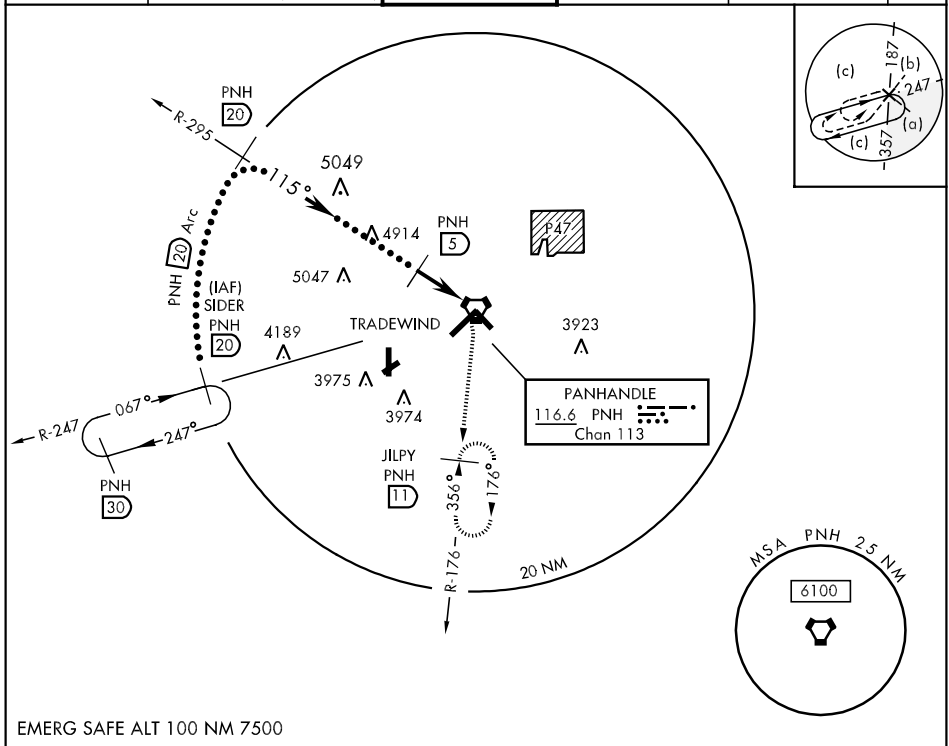 PNH
20
R-295
115°
5049
4914
PNH
5
P47
5047
PNH 20 Arc
(IAF)
SIDER
PNH
20
TRADEWIND
4189
3975
3974
3923
PANHANDLE
116.6 PNH
Chan 113
R-247
067°
247°
PNH
30
JILPY
PNH
11
356°
176°
R-176
20 NM
187
(c)
(b)
247
(a)
(c)
357
MSA PNH 25 NM
6100
EMERG SAFE ALT 100 NM 7500